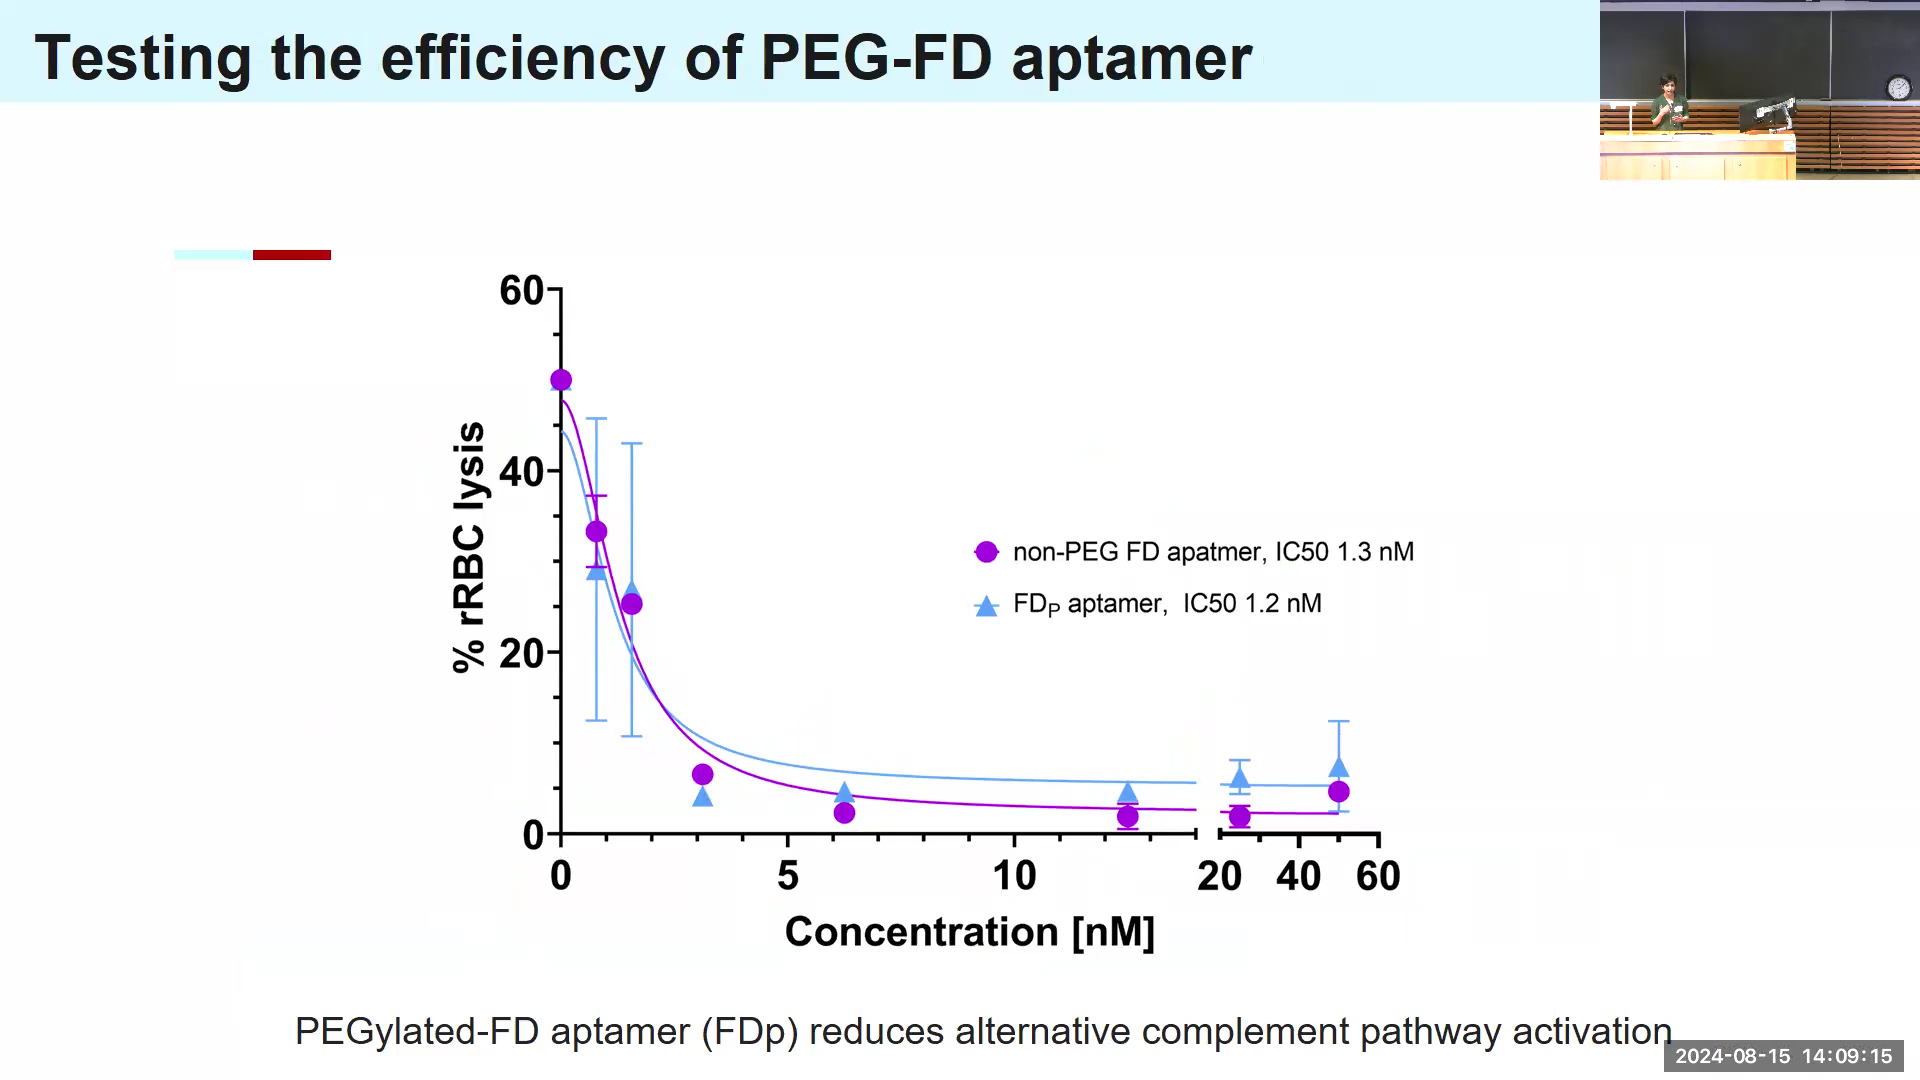 Testing the efficiency of PEG-FD aptamer
60
40
20
0
% rRBC lysis
non-PEG FD apatmer, IC50 1.3 nM
FDP aptamer, IC50 1.2 nM
0 5 10 20 40 60
Concentration [nM]
PEGylated-FD aptamer (FDp) reduces alternative complement pathway activation
2024-08-15 14:09:15